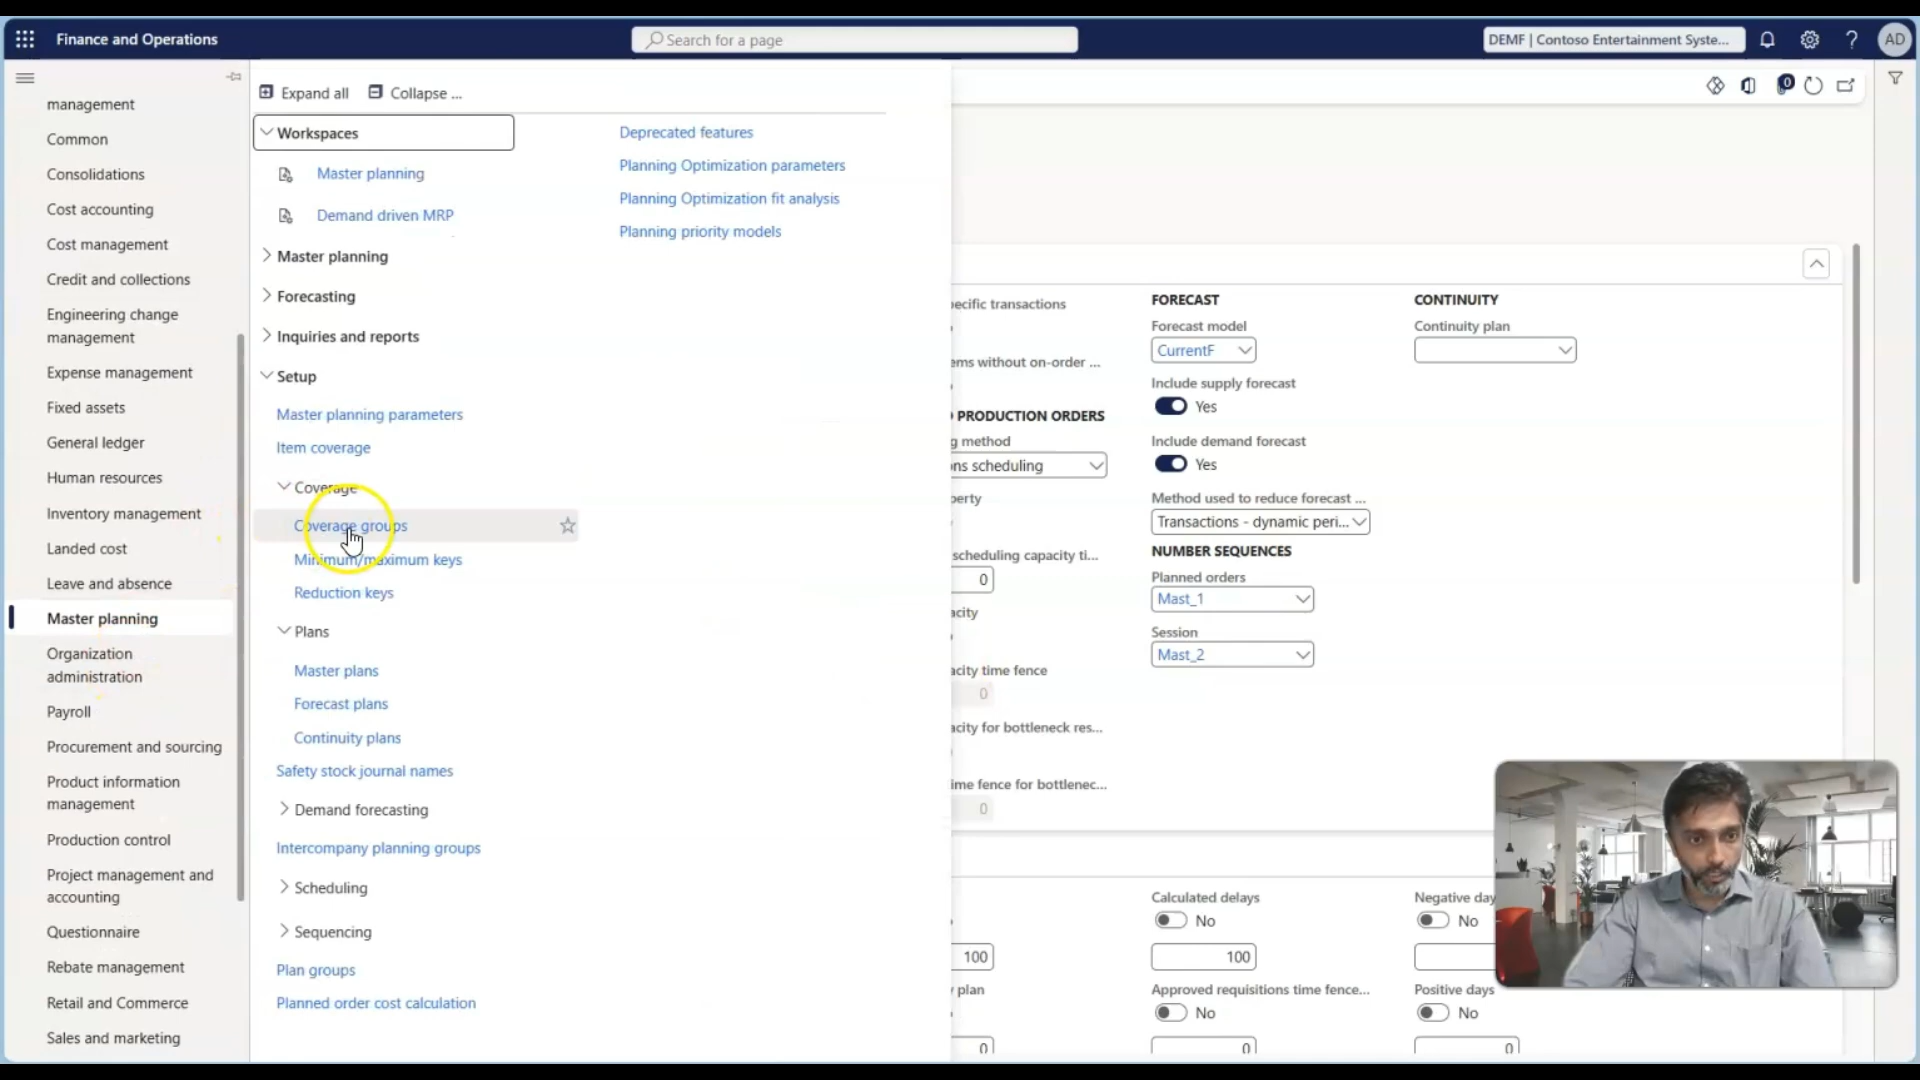 Finance and Operations
Search for a page
DEMF | Contoso Entertainment Syste...
AD
0
management
Common
Consolidations
Cost accounting
Cost management
Credit and collections
Engineering change
management
Expense management
Fixed assets
General ledger
Human resources
Inventory management
Landed cost
Leave and absence
Master planning
Organization
administration
Payroll
Procurement and sourcing
Product information
management
Production control
Project management and
accounting
Questionnaire
Rebate management
Retail and Commerce
Sales and marketing
Expand all
Collapse ...
Workspaces
Master planning
Demand driven MRP
Master planning
Forecasting
Inquiries and reports
Setup
Master planning parameters
Item coverage
Coverage
Coverage groups
Minimum/maximum keys
Reduction keys
Plans
Master plans
Forecast plans
Continuity plans
Safety stock journal names
Demand forecasting
Intercompany planning groups
Scheduling
Sequencing
Plan groups
Planned order cost calculation
Deprecated features
Planning Optimization parameters
Planning Optimization fit analysis
Planning priority models
ecific transactions
ems without on-order ...
PRODUCTION ORDERS
g method
ns scheduling
perty
scheduling capacity ti...
0
acity
acity time fence
0
acity for bottleneck res...
ime fence for bottlenec...
0
FORECAST
Forecast model
CurrentF
Include supply forecast
Yes
Include demand forecast
Yes
Method used to reduce forecast ...
Transactions - dynamic peri...
NUMBER SEQUENCES
Planned orders
Mast_1
Session
Mast_2
CONTINUITY
Continuity plan
100
plan
0
Calculated delays
No
100
Approved requisitions time fence...
No
0
Negative day
No
Positive days
No
0